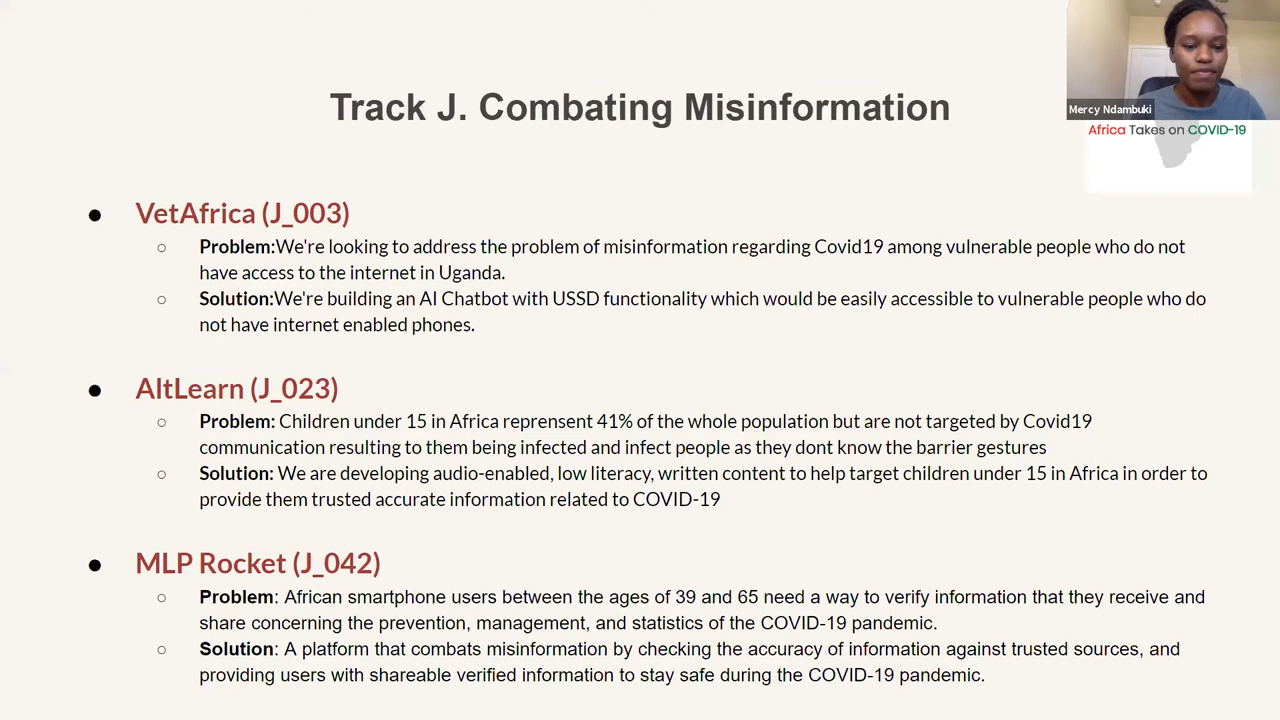 Track J. Combating Misinformation
Mercy Ndambuki
Africa Takes on COVID-19
● VetAfrica (J_003)
○ Problem:We're looking to address the problem of misinformation regarding Covid19 among vulnerable people who do not
have access to the internet in Uganda.
○ Solution:We're building an AI Chatbot with USSD functionality which would be easily accessible to vulnerable people who do
not have internet enabled phones.
● AltLearn (J_023)
○ Problem: Children under 15 in Africa reprensent 41% of the whole population but are not targeted by Covid19
communication resulting to them being infected and infect people as they dont know the barrier gestures
○ Solution: We are developing audio-enabled, low literacy, written content to help target children under 15 in Africa in order to
provide them trusted accurate information related to COVID-19
● MLP Rocket (J_042)
○ Problem: African smartphone users between the ages of 39 and 65 need a way to verify information that they receive and
share concerning the prevention, management, and statistics of the COVID-19 pandemic.
○ Solution: A platform that combats misinformation by checking the accuracy of information against trusted sources, and
providing users with shareable verified information to stay safe during the COVID-19 pandemic.